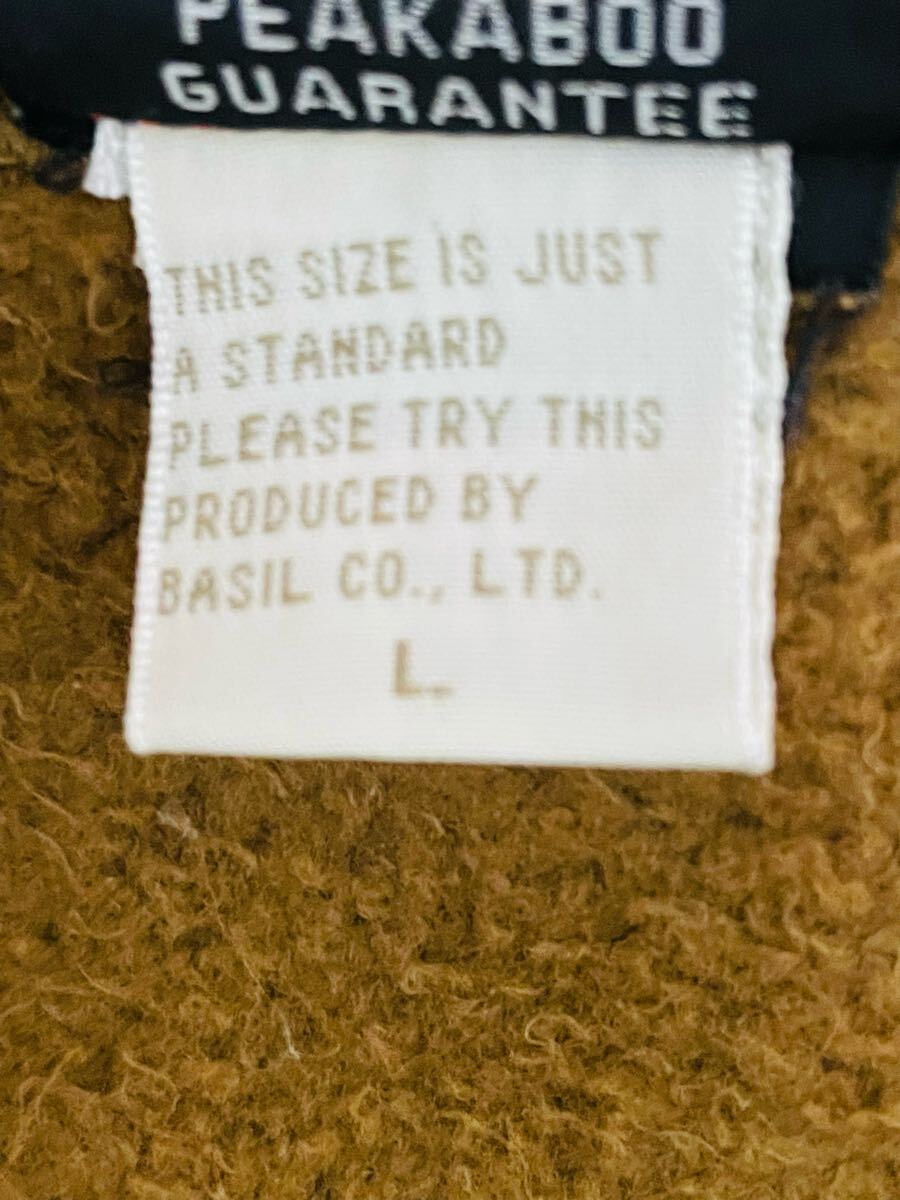 PEAKABOO
GUARANTEE
THIS SIZE IS JUST
A STANDARD
PLEASE TRY THIS
PRODUCED BY
BASIL CO., LTD.
L.